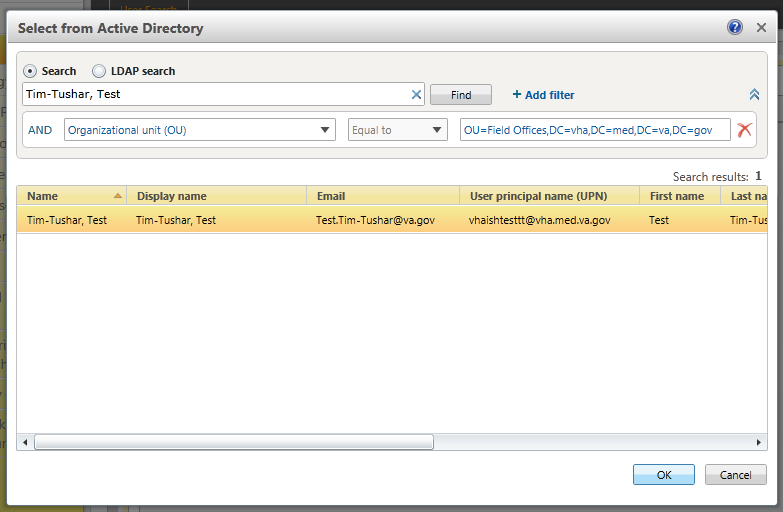 User Search
Select from Active Directory
Search LDAP search
Tim-Tushar, Test Find + Add filter
AND Organizational unit (OU) Equal to OU=Field Offices,DC=vha,DC=med,DC=va,DC=gov
Search results: 1
Name Display name Email User principal name (UPN) First name Last na
Tim-Tushar, Test Tim-Tushar, Test Test.Tim-Tushar@va.gov vhaishtesttt@vha.med.va.gov Test Tim-Tus
OK Cancel